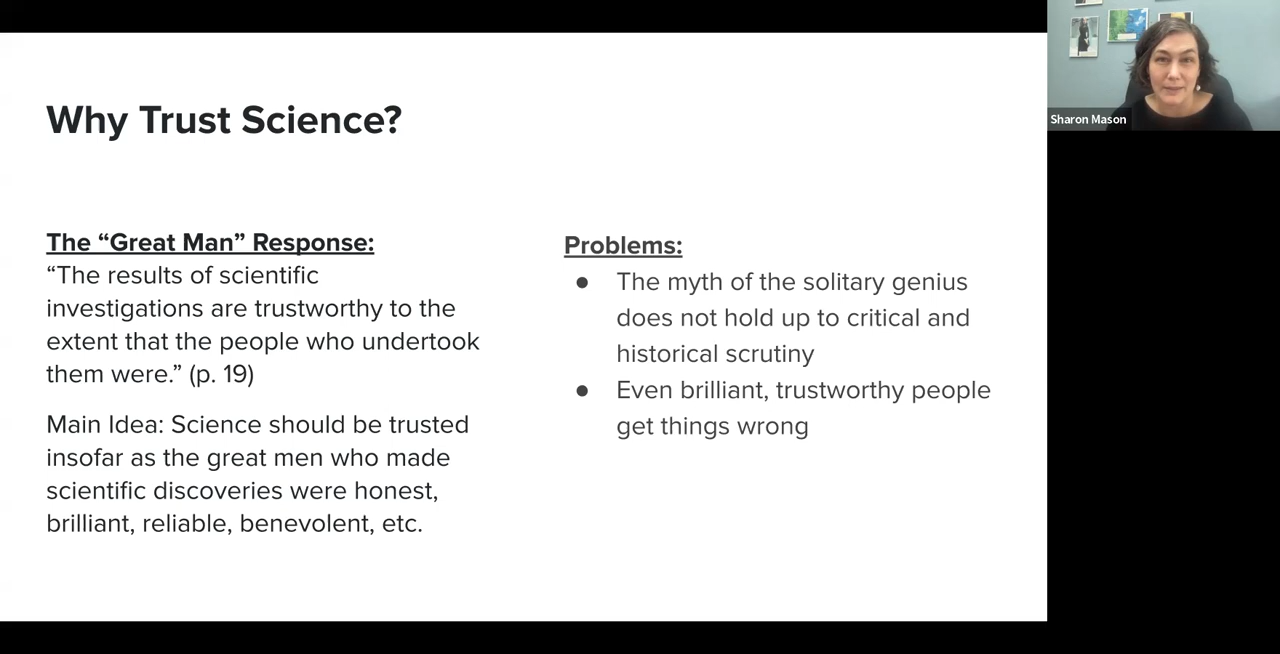 Why Trust Science?
The “Great Man” Response:
“The results of scientific
investigations are trustworthy to the
extent that the people who undertook
them were.” (p. 19)
Main Idea: Science should be trusted
insofar as the great men who made
scientific discoveries were honest,
brilliant, reliable, benevolent, etc.
Problems:
● The myth of the solitary genius
does not hold up to critical and
historical scrutiny
● Even brilliant, trustworthy people
get things wrong
Sharon Mason